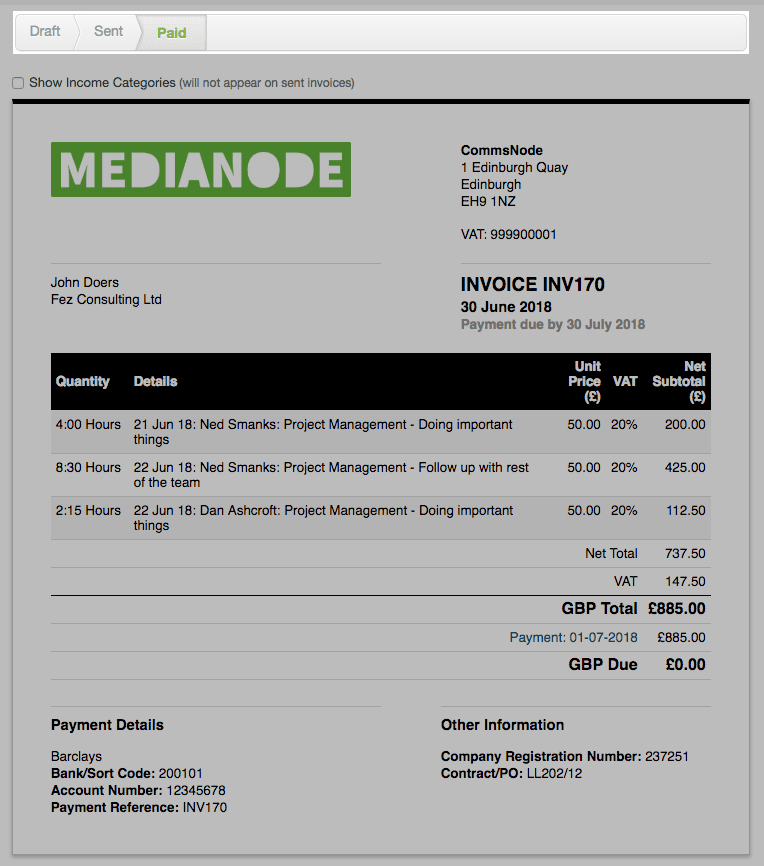 Draft Sent Paid
Show Income Categories (will not appear on sent invoices)
MEDIANODE
CommsNode
1 Edinburgh Quay
Edinburgh
EH9 1NZ
VAT: 999900001
John Doers
Fez Consulting Ltd
INVOICE INV170
30 June 2018
Payment due by 30 July 2018
Quantity Details Unit Price (£) VAT Net Subtotal (£)
4:00 Hours 21 Jun 18: Ned Smanks: Project Management - Doing important 50.00 20% 200.00
things
8:30 Hours 22 Jun 18: Ned Smanks: Project Management - Follow up with rest 50.00 20% 425.00
of the team
2:15 Hours 22 Jun 18: Dan Ashcroft: Project Management - Doing important 50.00 20% 112.50
things
Net Total 737.50
VAT 147.50
GBP Total £885.00
Payment: 01-07-2018 £885.00
GBP Due £0.00
Payment Details
Barclays
Bank/Sort Code: 200101
Account Number: 12345678
Payment Reference: INV170
Other Information
Company Registration Number: 237251
Contract/PO: LL202/12